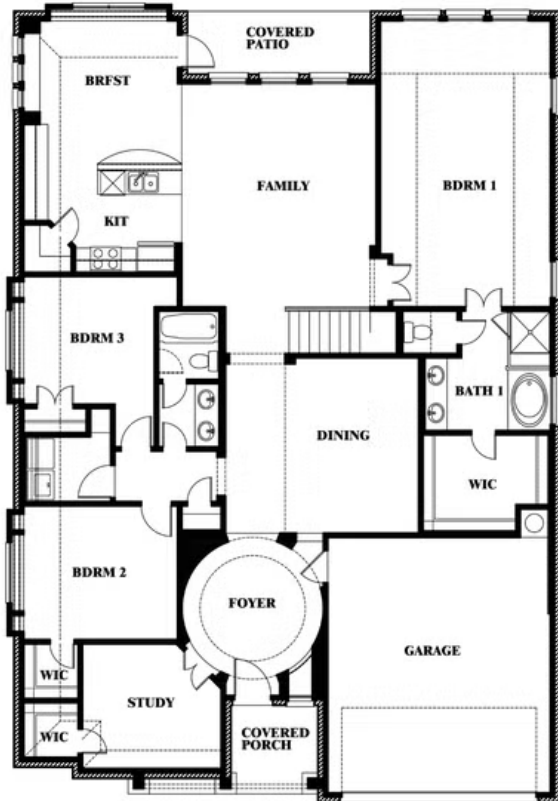 COVERED
PATIO
BRFST
FAMILY
BDRM 1
KIT
BDRM 3
BATH 1
DINING
WIC
BDRM 2
FOYER
GARAGE
WIC
STUDY
WIC
COVERED
PORCH